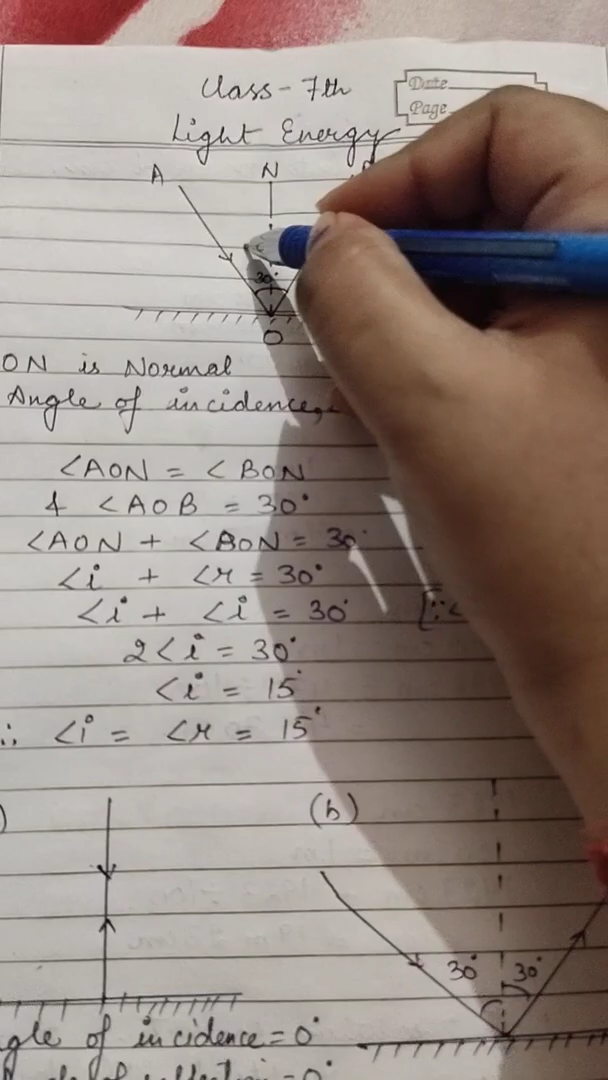 Class - 7th
Date
Page
Light Energy
A
N
30°
O
ON is Normal
Angle of incidence,
∠AON = ∠BON
& ∠AOB = 30°
∠AON + ∠BON = 30°
∠i + ∠r = 30°
∠i + ∠i = 30°
2∠i = 30°
∠i = 15°
∴ ∠i = ∠r = 15°
(b)
30° 30°
of incidence = 0°